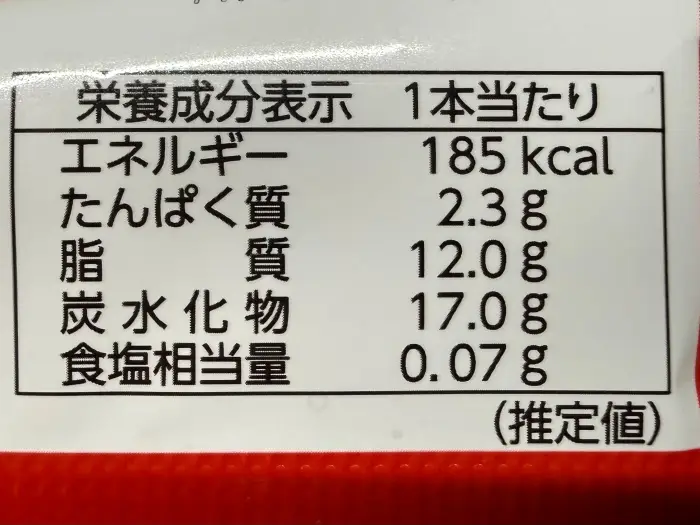 栄養成分表示 1本当たり
エネルギー 185 kcal
たんぱく質 2.3 g
脂質 12.0 g
炭水化物 17.0 g
食塩相当量 0.07 g
(推定値)